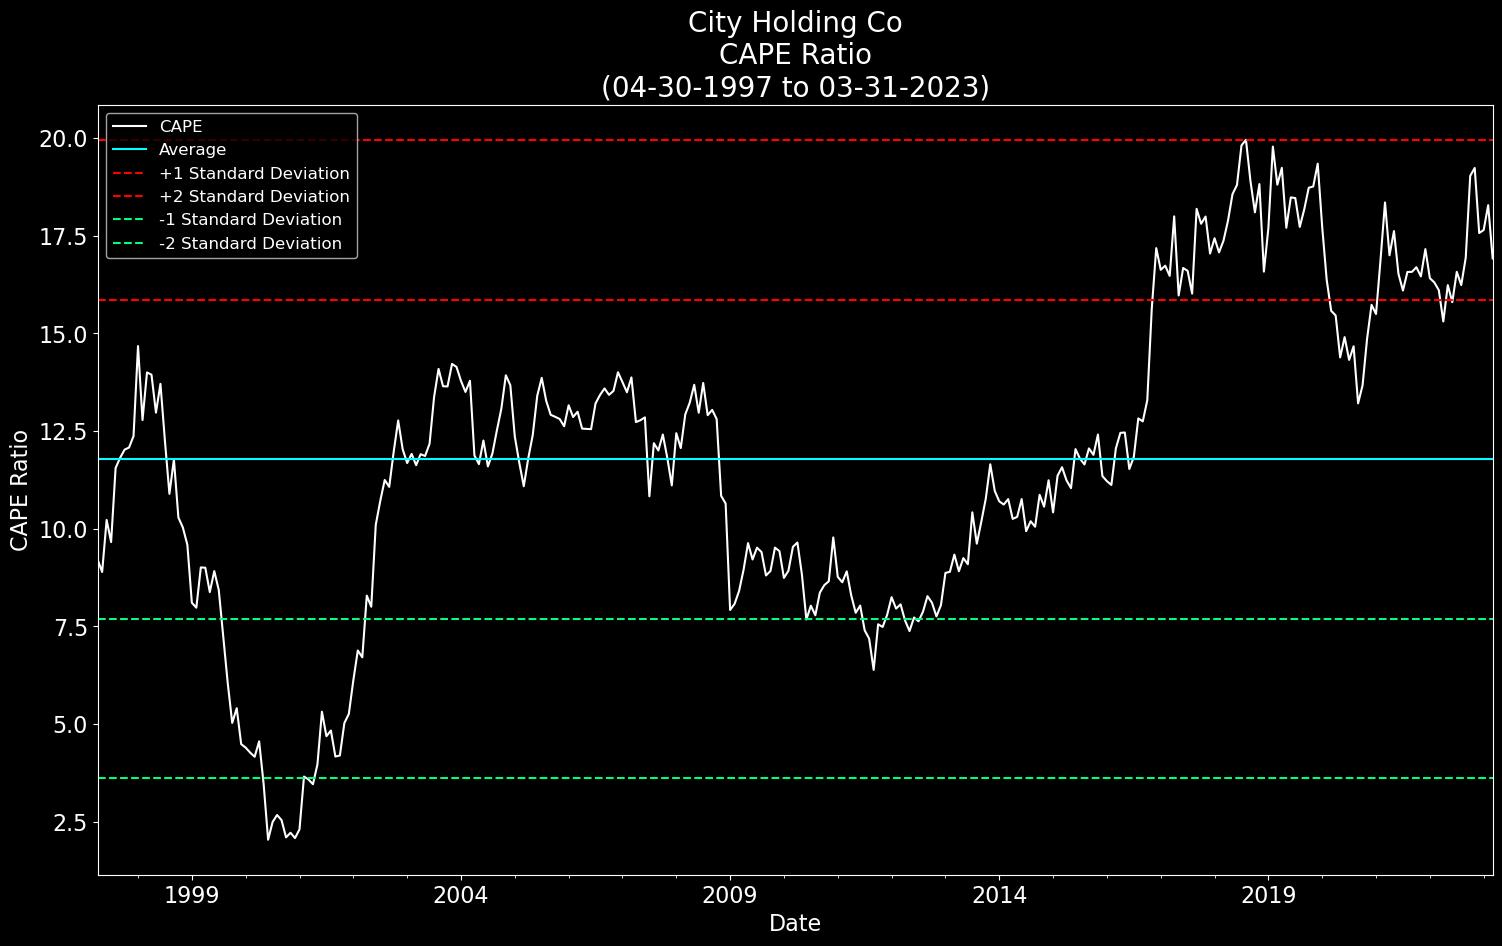 City Holding Co
CAPE Ratio
(04-30-1997 to 03-31-2023)
CAPE
Average
+1 Standard Deviation
+2 Standard Deviation
-1 Standard Deviation
-2 Standard Deviation
20.0
17.5
15.0
12.5
10.0
7.5
5.0
2.5
CAPE Ratio
1999
2004
2009
2014
2019
Date